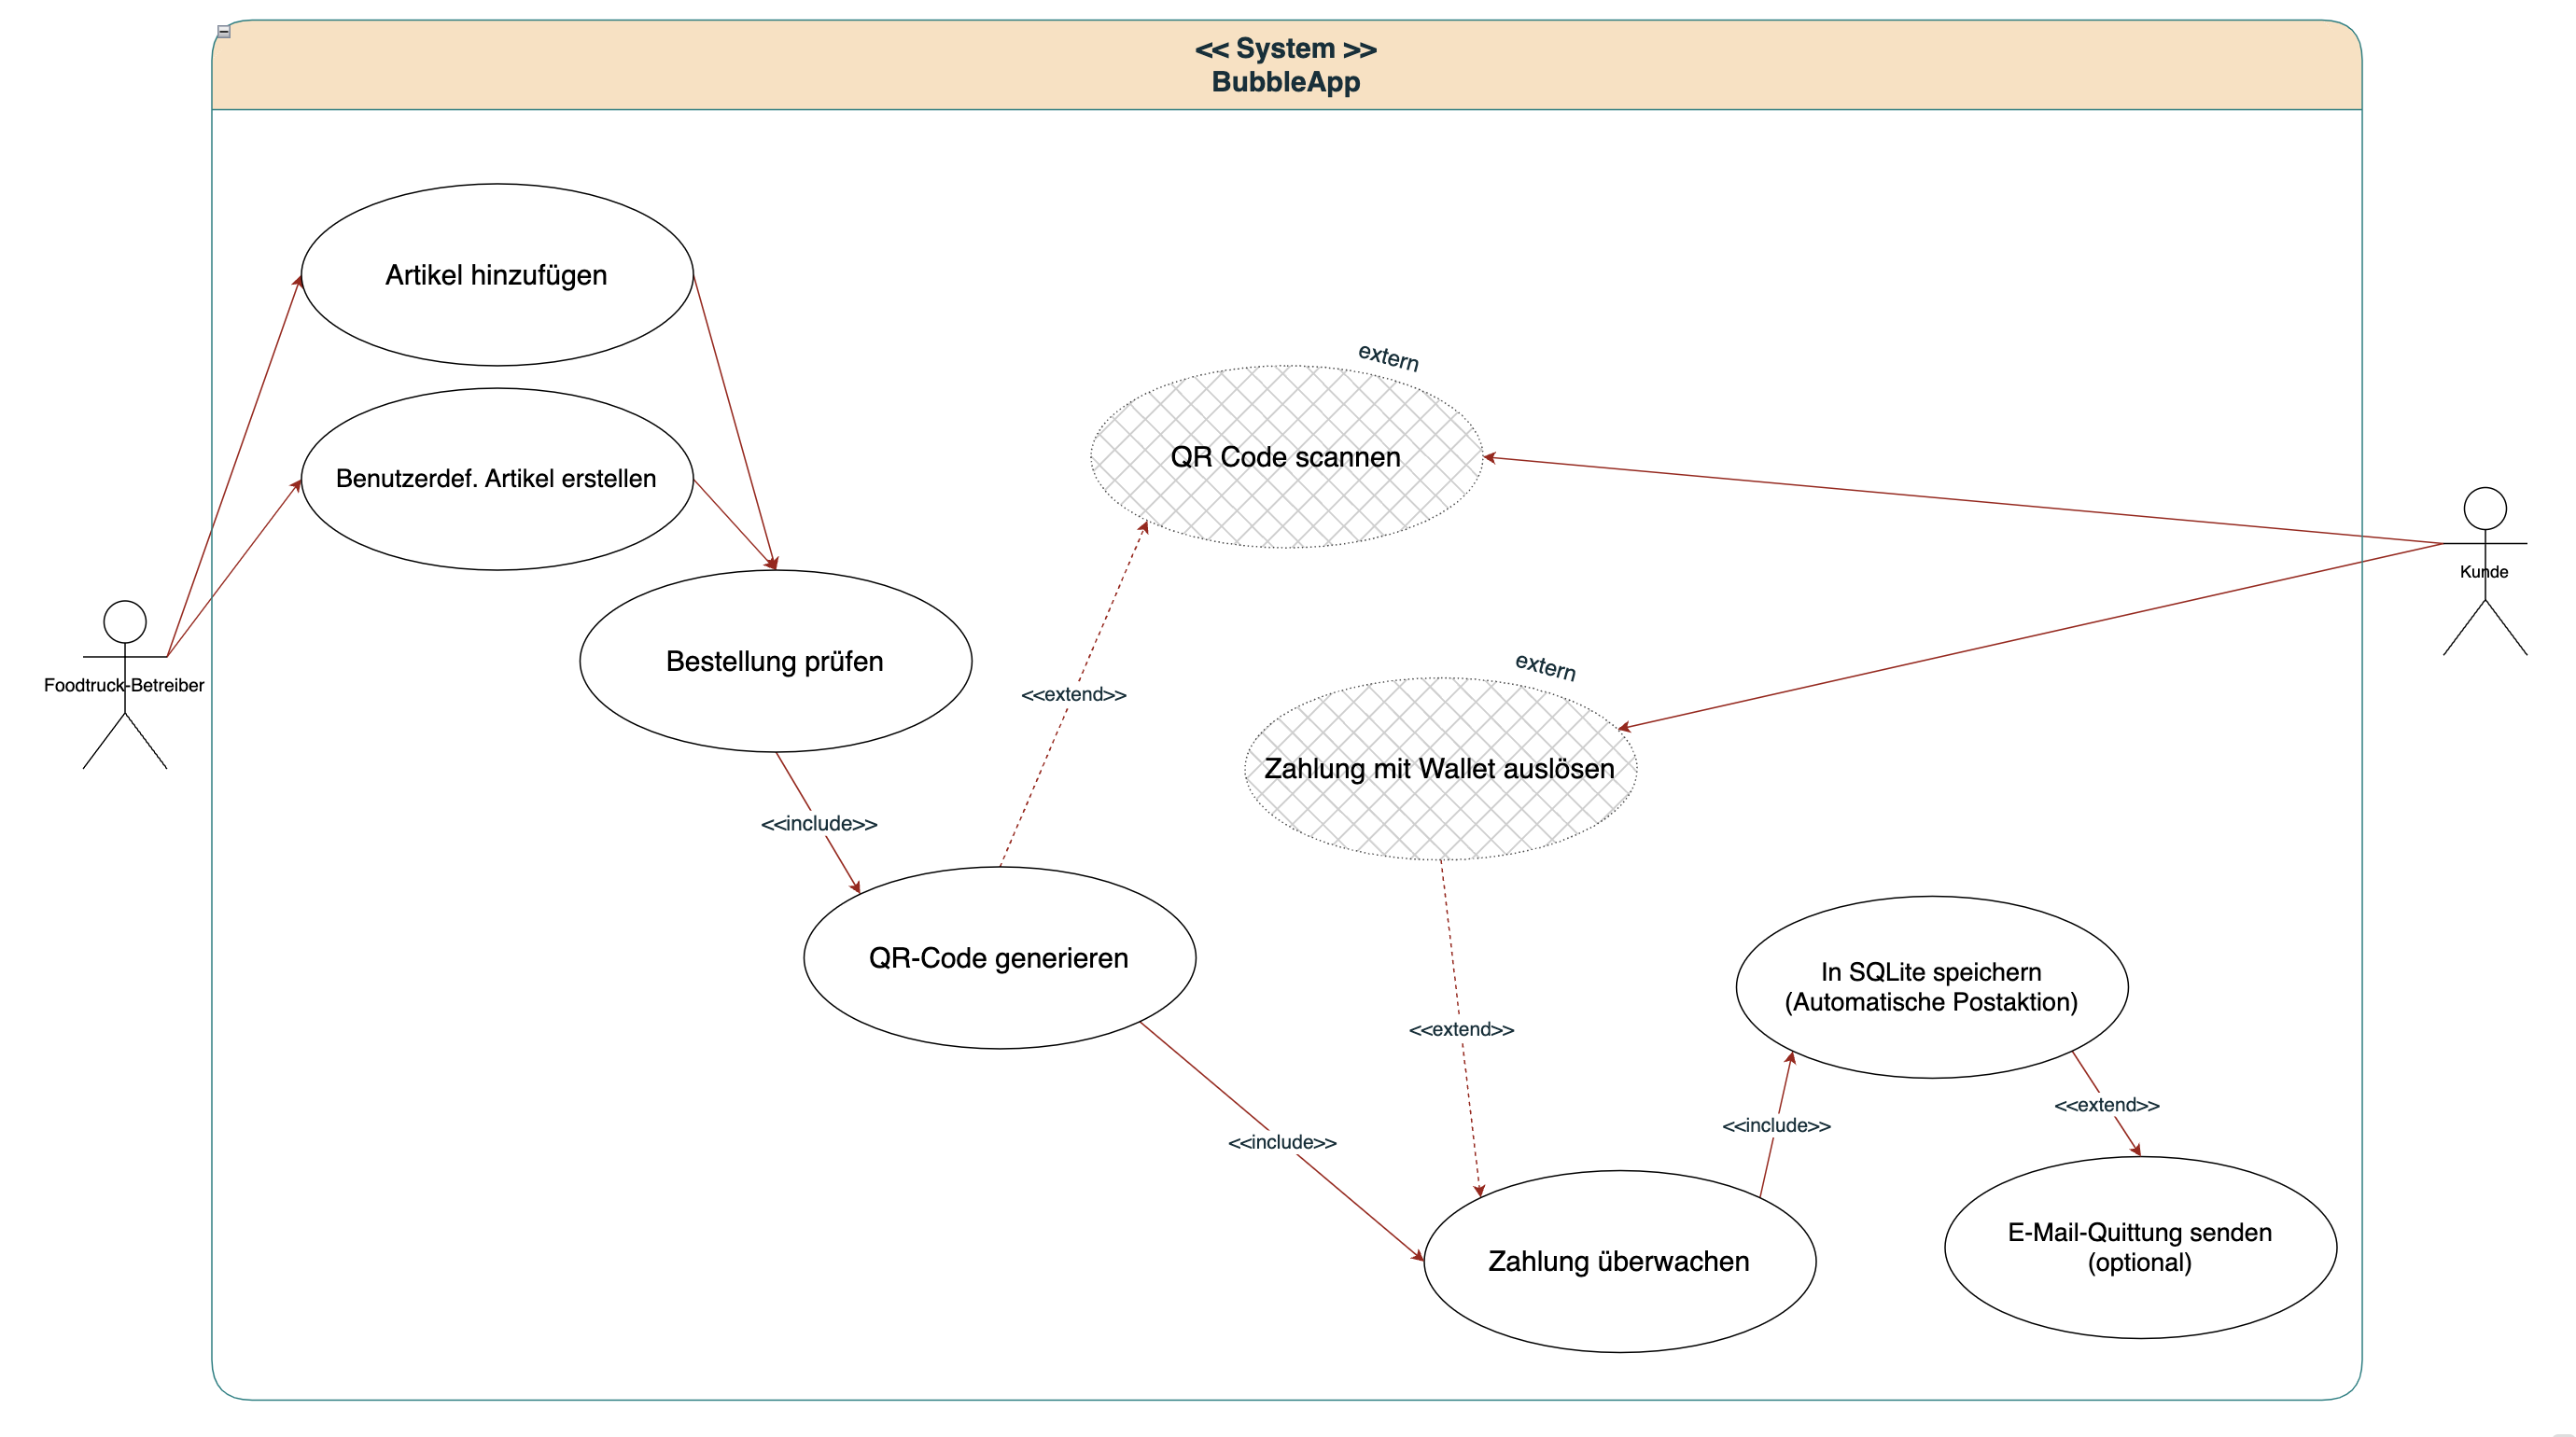 << System >>
BubbleApp
Artikel hinzufügen
extern
QR Code scannen
Benutzerdef. Artikel erstellen
Kunde
Bestellung prüfen
extern
Foodtruck-Betreiber
<<extend>>
Zahlung mit Wallet auslösen
<<include>>
QR-Code generieren
In SQLite speichern
(Automatische Postaktion)
<<extend>>
<<extend>>
<<include>>
<<include>>
E-Mail-Quittung senden
(optional)
Zahlung überwachen